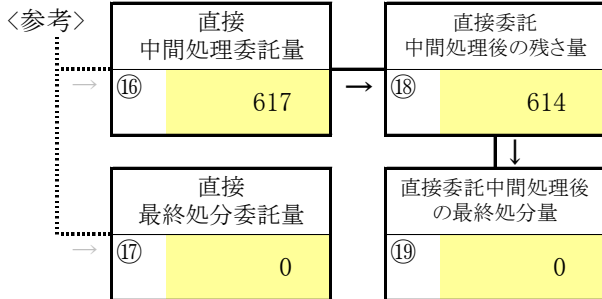 〈参考〉
直接
中間処理委託量
⑯ 617
→
直接委託
中間処理後の残さ量
⑱ 614
→
↓
直接
最終処分委託量
⑰ 0
→
直接委託中間処理後
の最終処分量
⑲ 0